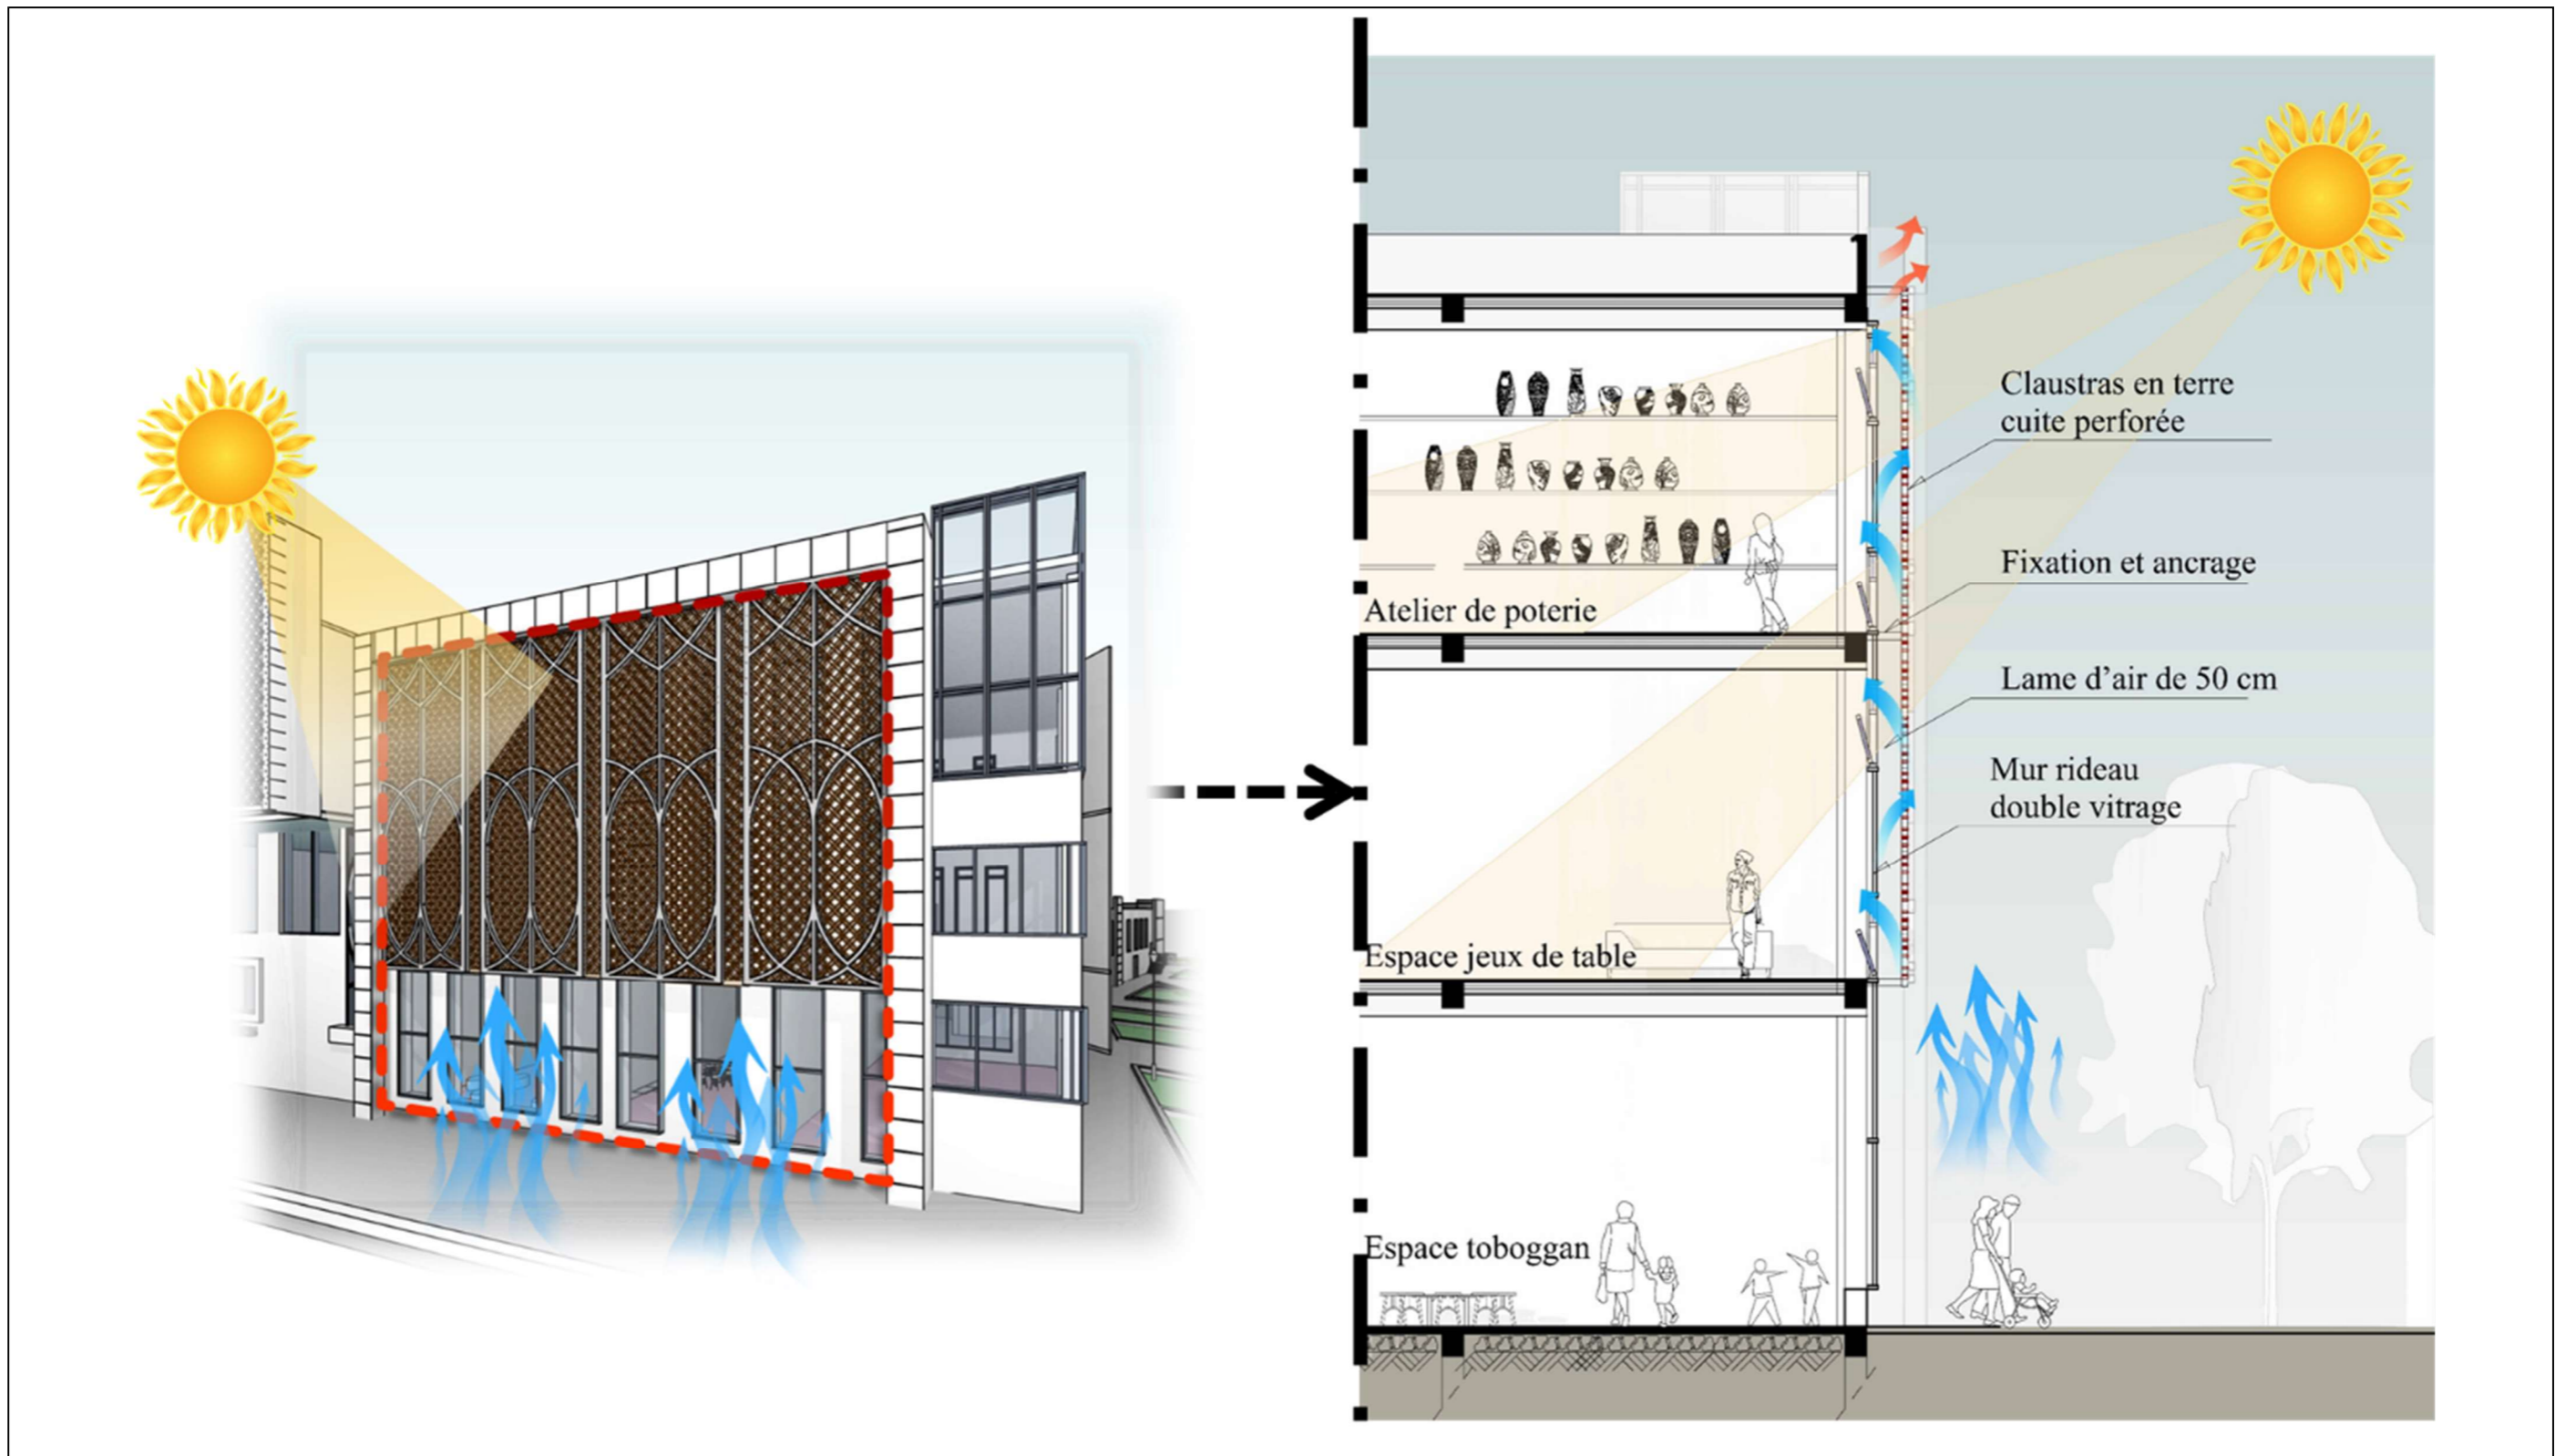 Claustras en terre
cuite perforée
Fixation et ancrage
Atelier de poterie
Lame d’air de 50 cm
Mur rideau
double vitrage
Espace jeux de table
Espace toboggan